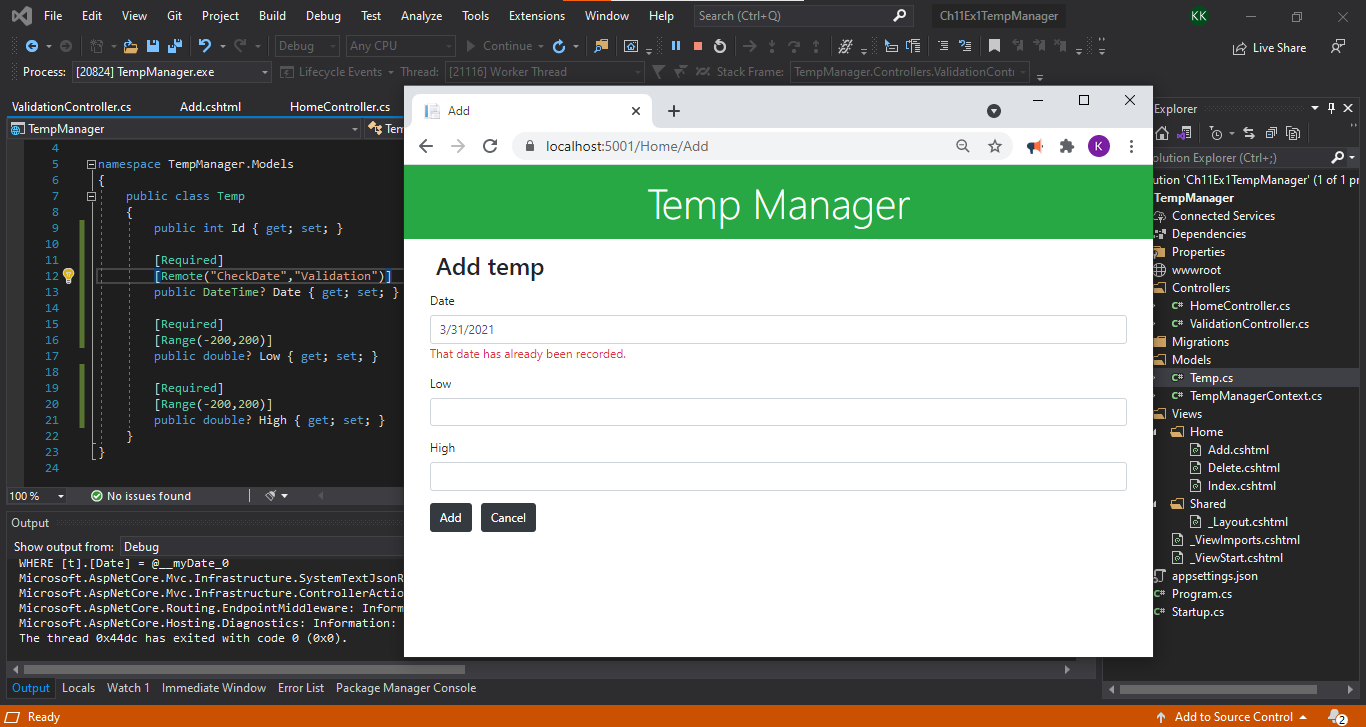 File Edit View Git Project Build Debug Test Analyze Tools Extensions Window Help Search (Ctrl+Q) Ch11Ex1TempManager KK
Debug Any CPU Continue Live Share
Process: [20824] TempManager.exe Lifecycle Events Thread: [21116] Worker Thread Stack Frame: TempManager.Controllers.ValidationContr
ValidationController.cs Add.cshtml HomeController.cs
TempManager Tem
4
5 namespace TempManager.Models
6 {
7 public class Temp
8 {
9 public int Id { get; set; }
10
11 [Required]
12 [Remote("CheckDate","Validation")]
13 public DateTime? Date { get; set; }
14
15 [Required]
16 [Range(-200,200)]
17 public double? Low { get; set; }
18
19 [Required]
20 [Range(-200,200)]
21 public double? High { get; set; }
22 }
23 }
24
100 % No issues found
Output
Show output from: Debug
WHERE [t].[Date] = @__myDate_0
Microsoft.AspNetCore.Mvc.Infrastructure.SystemTextJsonR
Microsoft.AspNetCore.Mvc.Infrastructure.ControllerActio
Microsoft.AspNetCore.Routing.EndpointMiddleware: Inform
Microsoft.AspNetCore.Hosting.Diagnostics: Information:
The thread 0x44dc has exited with code 0 (0x0).
Output Locals Watch 1 Immediate Window Error List Package Manager Console
Ready Add to Source Control 2
Add
localhost:5001/Home/Add K
Temp Manager
Add temp
Date
3/31/2021
That date has already been recorded.
Low
High
Add Cancel
Explorer
olution Explorer (Ctrl+;)
ution 'Ch11Ex1TempManager' (1 of 1 pr
TempManager
Connected Services
Dependencies
Properties
wwwroot
Controllers
C# HomeController.cs
C# ValidationController.cs
Migrations
Models
C# Temp.cs
C# TempManagerContext.cs
Views
Home
Add.cshtml
Delete.cshtml
Index.cshtml
Shared
_Layout.cshtml
_ViewImports.cshtml
_ViewStart.cshtml
appsettings.json
C# Program.cs
C# Startup.cs